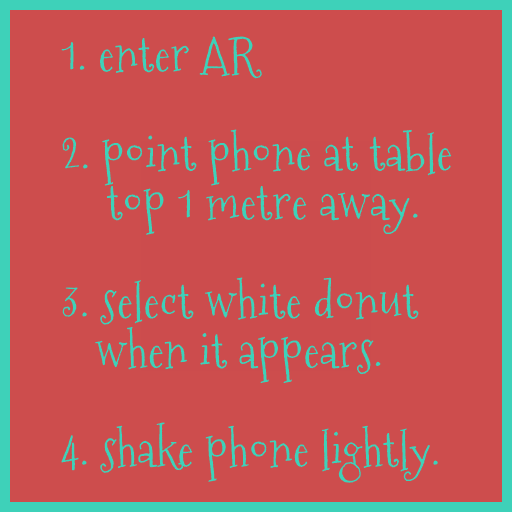 1. enter AR
2. point phone at table
top 1 metre away.
3. select white donut
when it appears.
4. shake phone lightly.